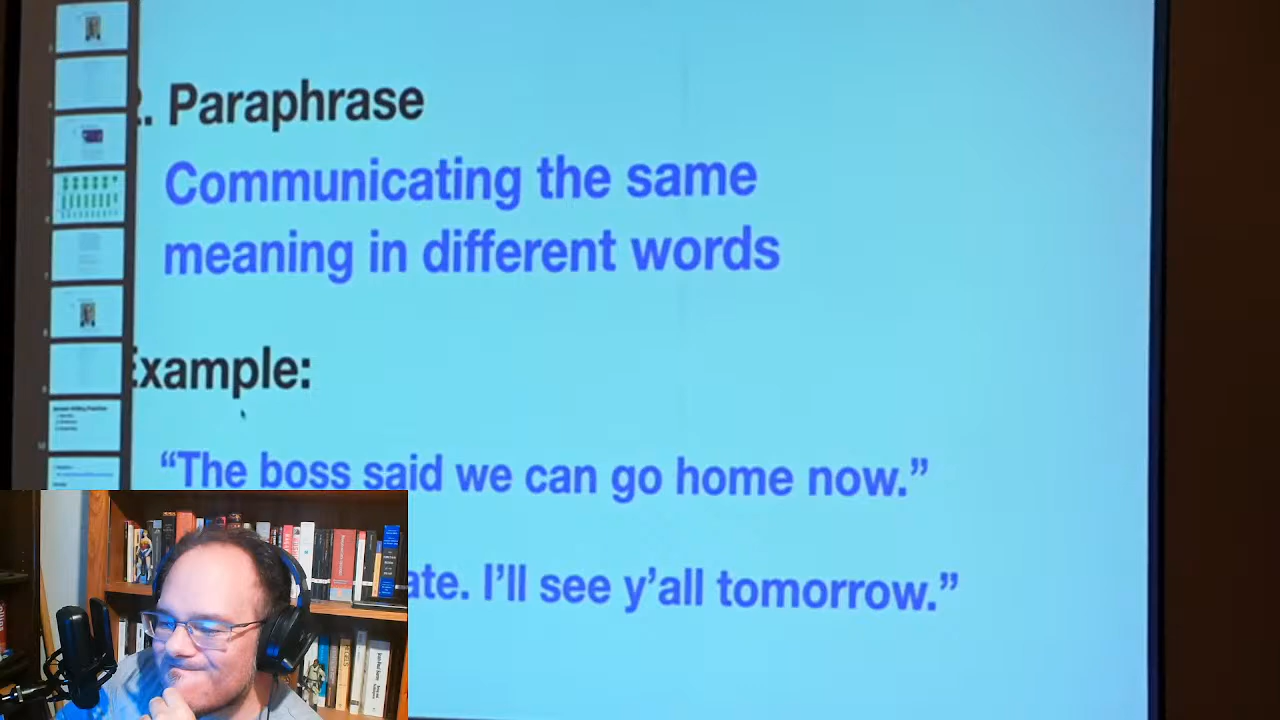 2. Paraphrase
Communicating the same
meaning in different words
Example:
“The boss said we can go home now.”
I’ll see y’all tomorrow.”